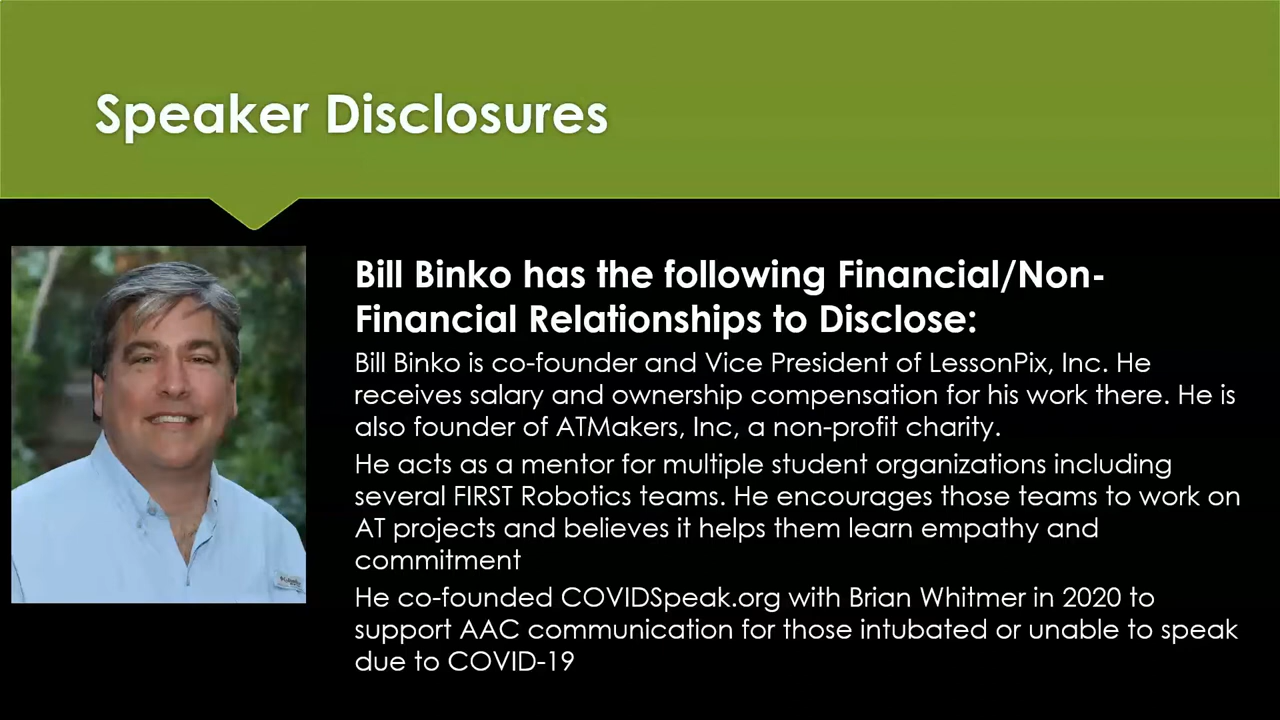 Speaker Disclosures
Bill Binko has the following Financial/Non-
Financial Relationships to Disclose:
Bill Binko is co-founder and Vice President of LessonPix, Inc. He
receives salary and ownership compensation for his work there. He is
also founder of ATMakers, Inc, a non-profit charity.
He acts as a mentor for multiple student organizations including
several FIRST Robotics teams. He encourages those teams to work on
AT projects and believes it helps them learn empathy and
commitment
He co-founded COVIDSpeak.org with Brian Whitmer in 2020 to
support AAC communication for those intubated or unable to speak
due to COVID-19